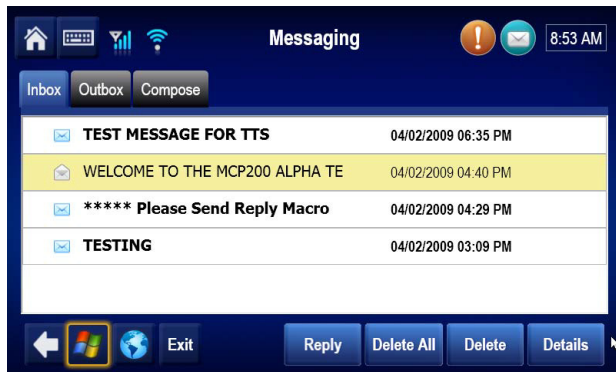 Messaging
8:53 AM
Inbox Outbox Compose
TEST MESSAGE FOR TTS 04/02/2009 06:35 PM
WELCOME TO THE MCP200 ALPHA TE 04/02/2009 04:40 PM
***** Please Send Reply Macro 04/02/2009 04:29 PM
TESTING 04/02/2009 03:09 PM
Exit Reply Delete All Delete Details